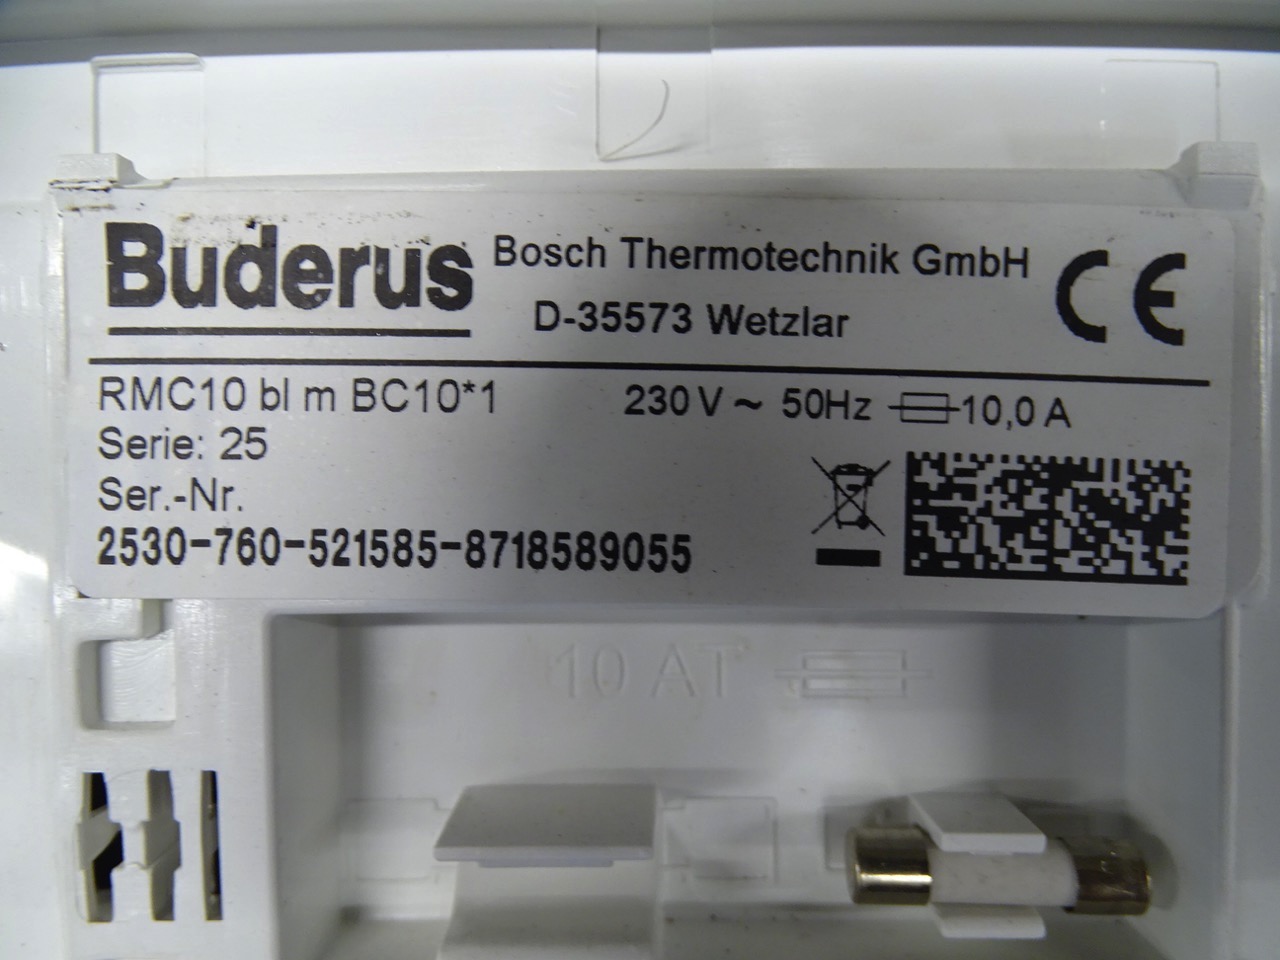 Buderus Bosch Thermotechnik GmbH CE
D-35573 Wetzlar
RMC10 bl m BC10*1 230 V ~ 50Hz 10,0 A
Serie: 25
Ser.-Nr.
2530-760-521585-8718589055
10 AT